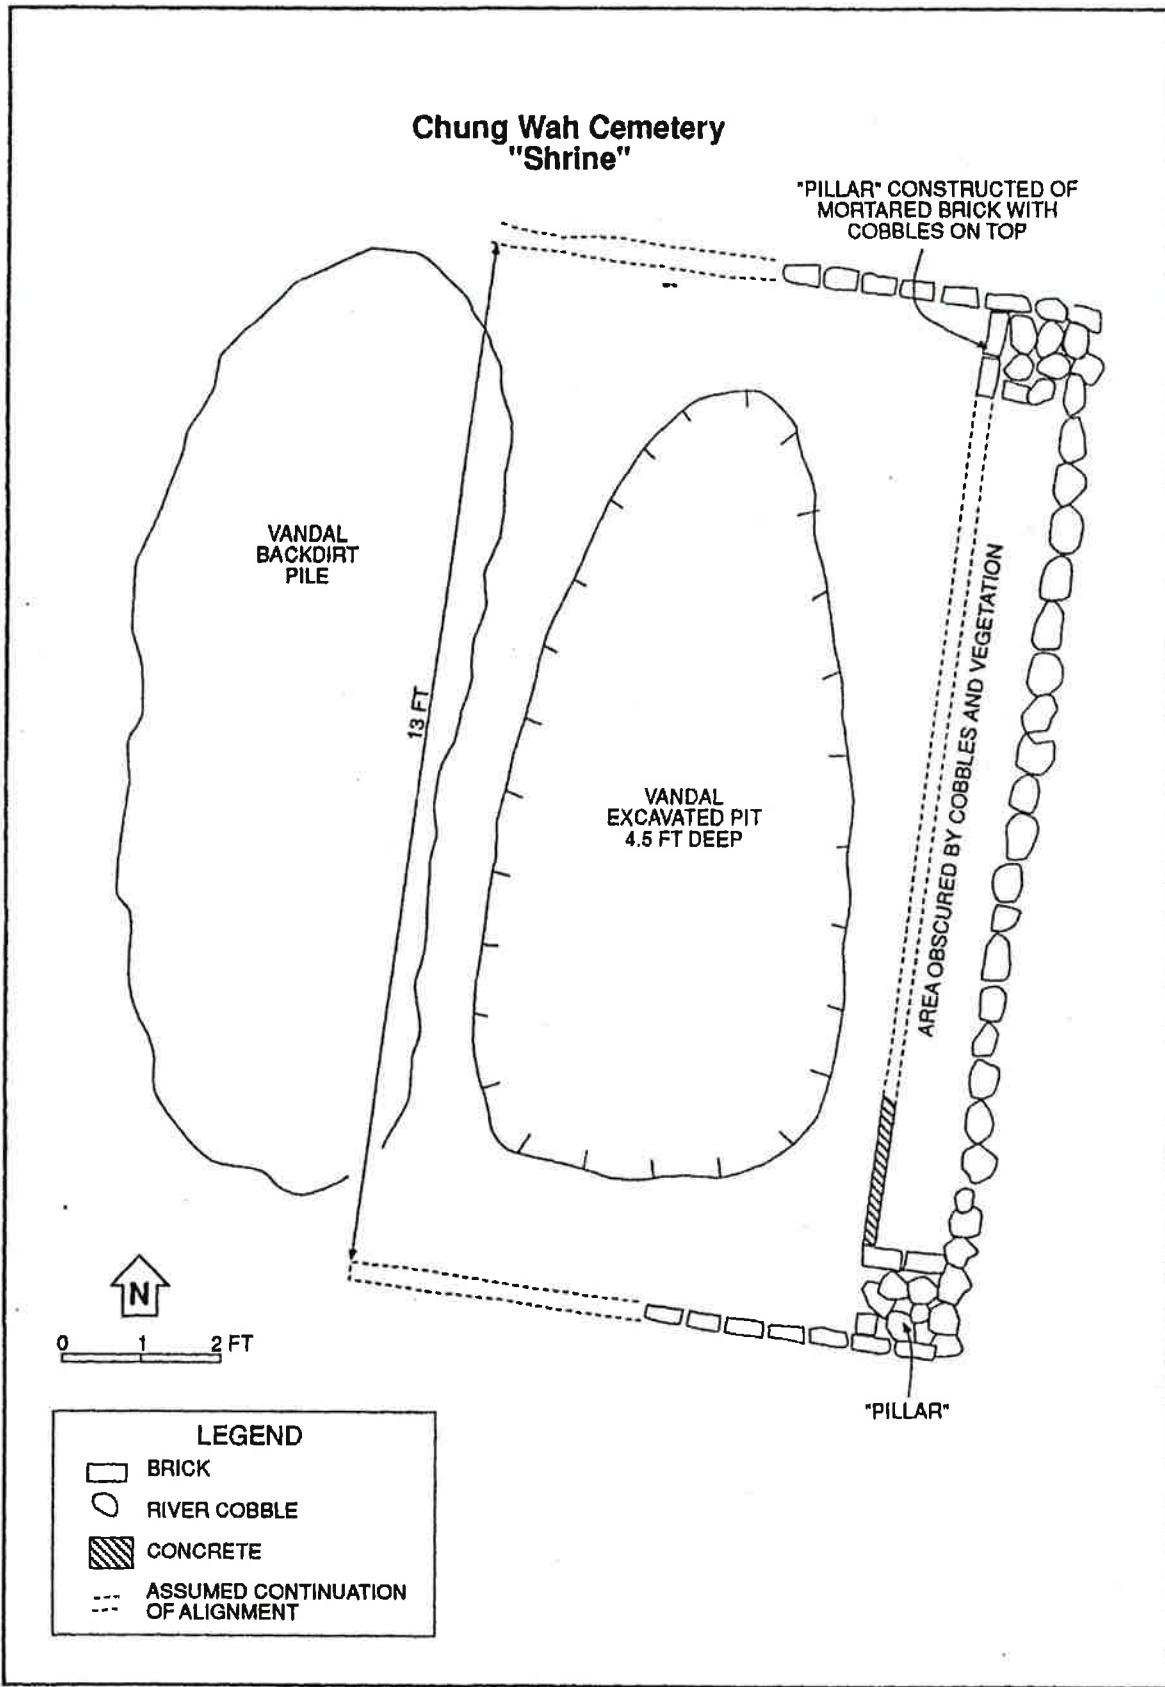 Chung Wah Cemetery
"Shrine"
"PILLAR" CONSTRUCTED OF
MORTARED BRICK WITH
COBBLES ON TOP
VANDAL
BACKDIRT
PILE
13 FT
VANDAL
EXCAVATED PIT
4.5 FT DEEP
AREA OBSCURED BY COBBLES AND VEGETATION
N
0 1 2 FT
"PILLAR"
LEGEND
BRICK
RIVER COBBLE
CONCRETE
ASSUMED CONTINUATION
OF ALIGNMENT